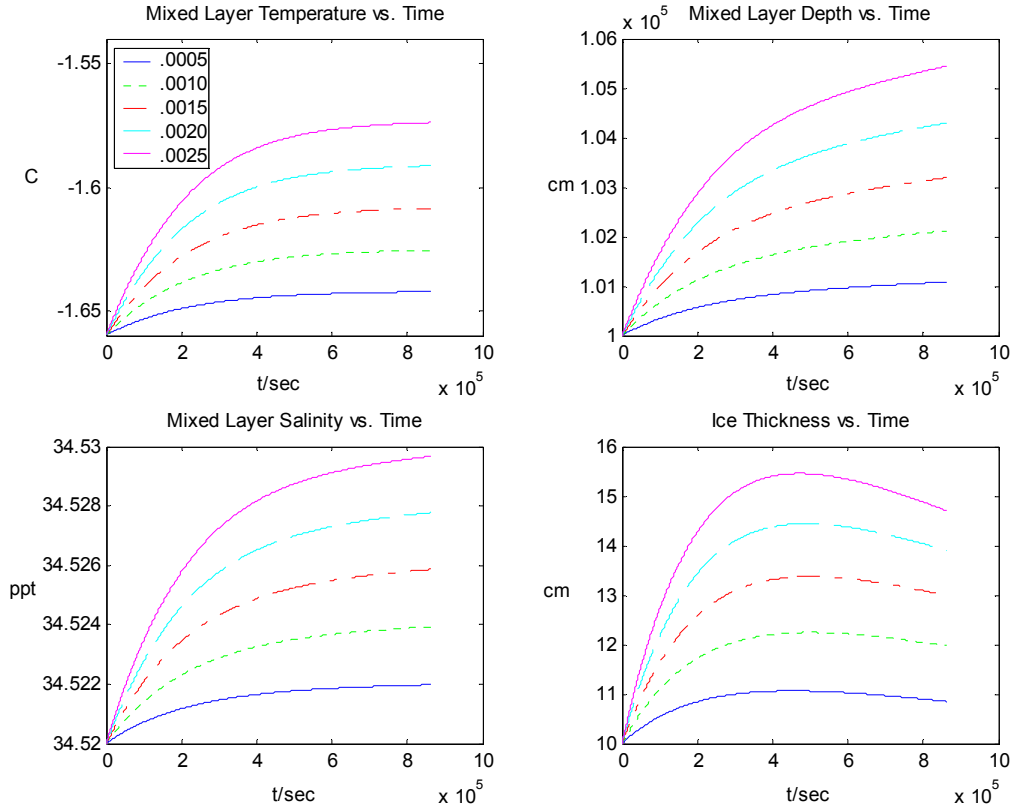 Mixed Layer Temperature vs. Time
-1.55
C
-1.6
-1.65
.0005
.0010
.0015
.0020
.0025
0 2 4 6 8 10
x 10^5
t/sec
Mixed Layer Depth vs. Time
x 10^5
1.06
1.05
1.04
cm
1.03
1.02
1.01
1
0 2 4 6 8 10
t/sec
x 10^5
Mixed Layer Salinity vs. Time
34.53
34.528
34.526
ppt
34.524
34.522
34.52
0 2 4 6 8 10
t/sec
x 10^5
Ice Thickness vs. Time
16
15
14
cm
13
12
11
10
0 2 4 6 8 10
t/sec
x 10^5